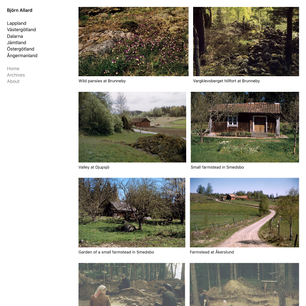 Björn Allard
Lappland
Västergötland
Dalarna
Jämtland
Östergötland
Ångermanland
Home
Archives
About
Wild pansies at Brunneby
Vargklevsberget hillfort at Brunneby
Valley at Djupsjö
Small farmstead in Smedsbo
Garden of a small farmstead in Smedsbo
Farmstead at Åkerslund